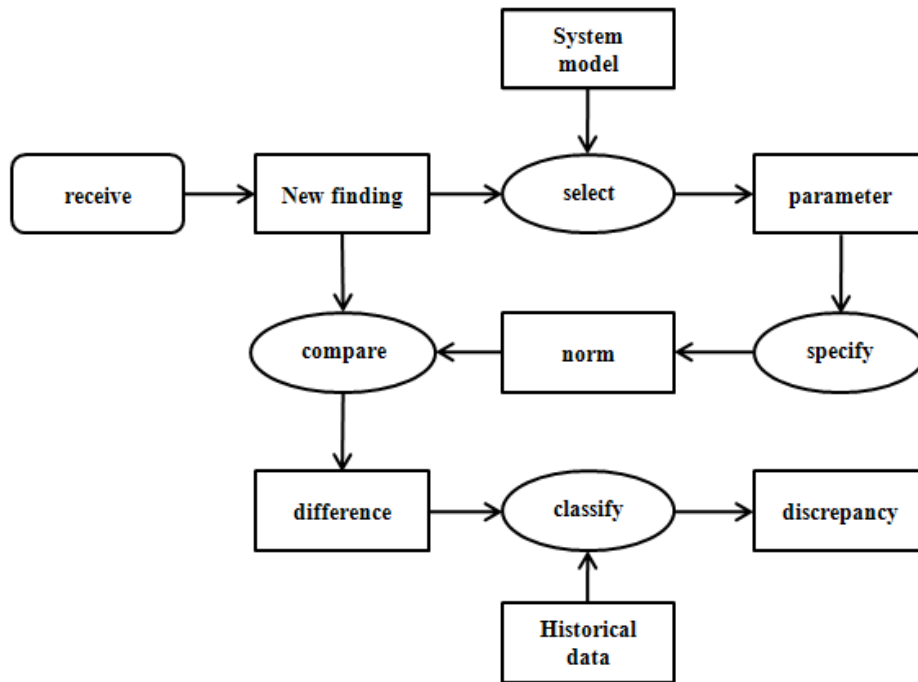 System
model
receive
New finding
select
parameter
compare
norm
specify
difference
classify
discrepancy
Historical
data